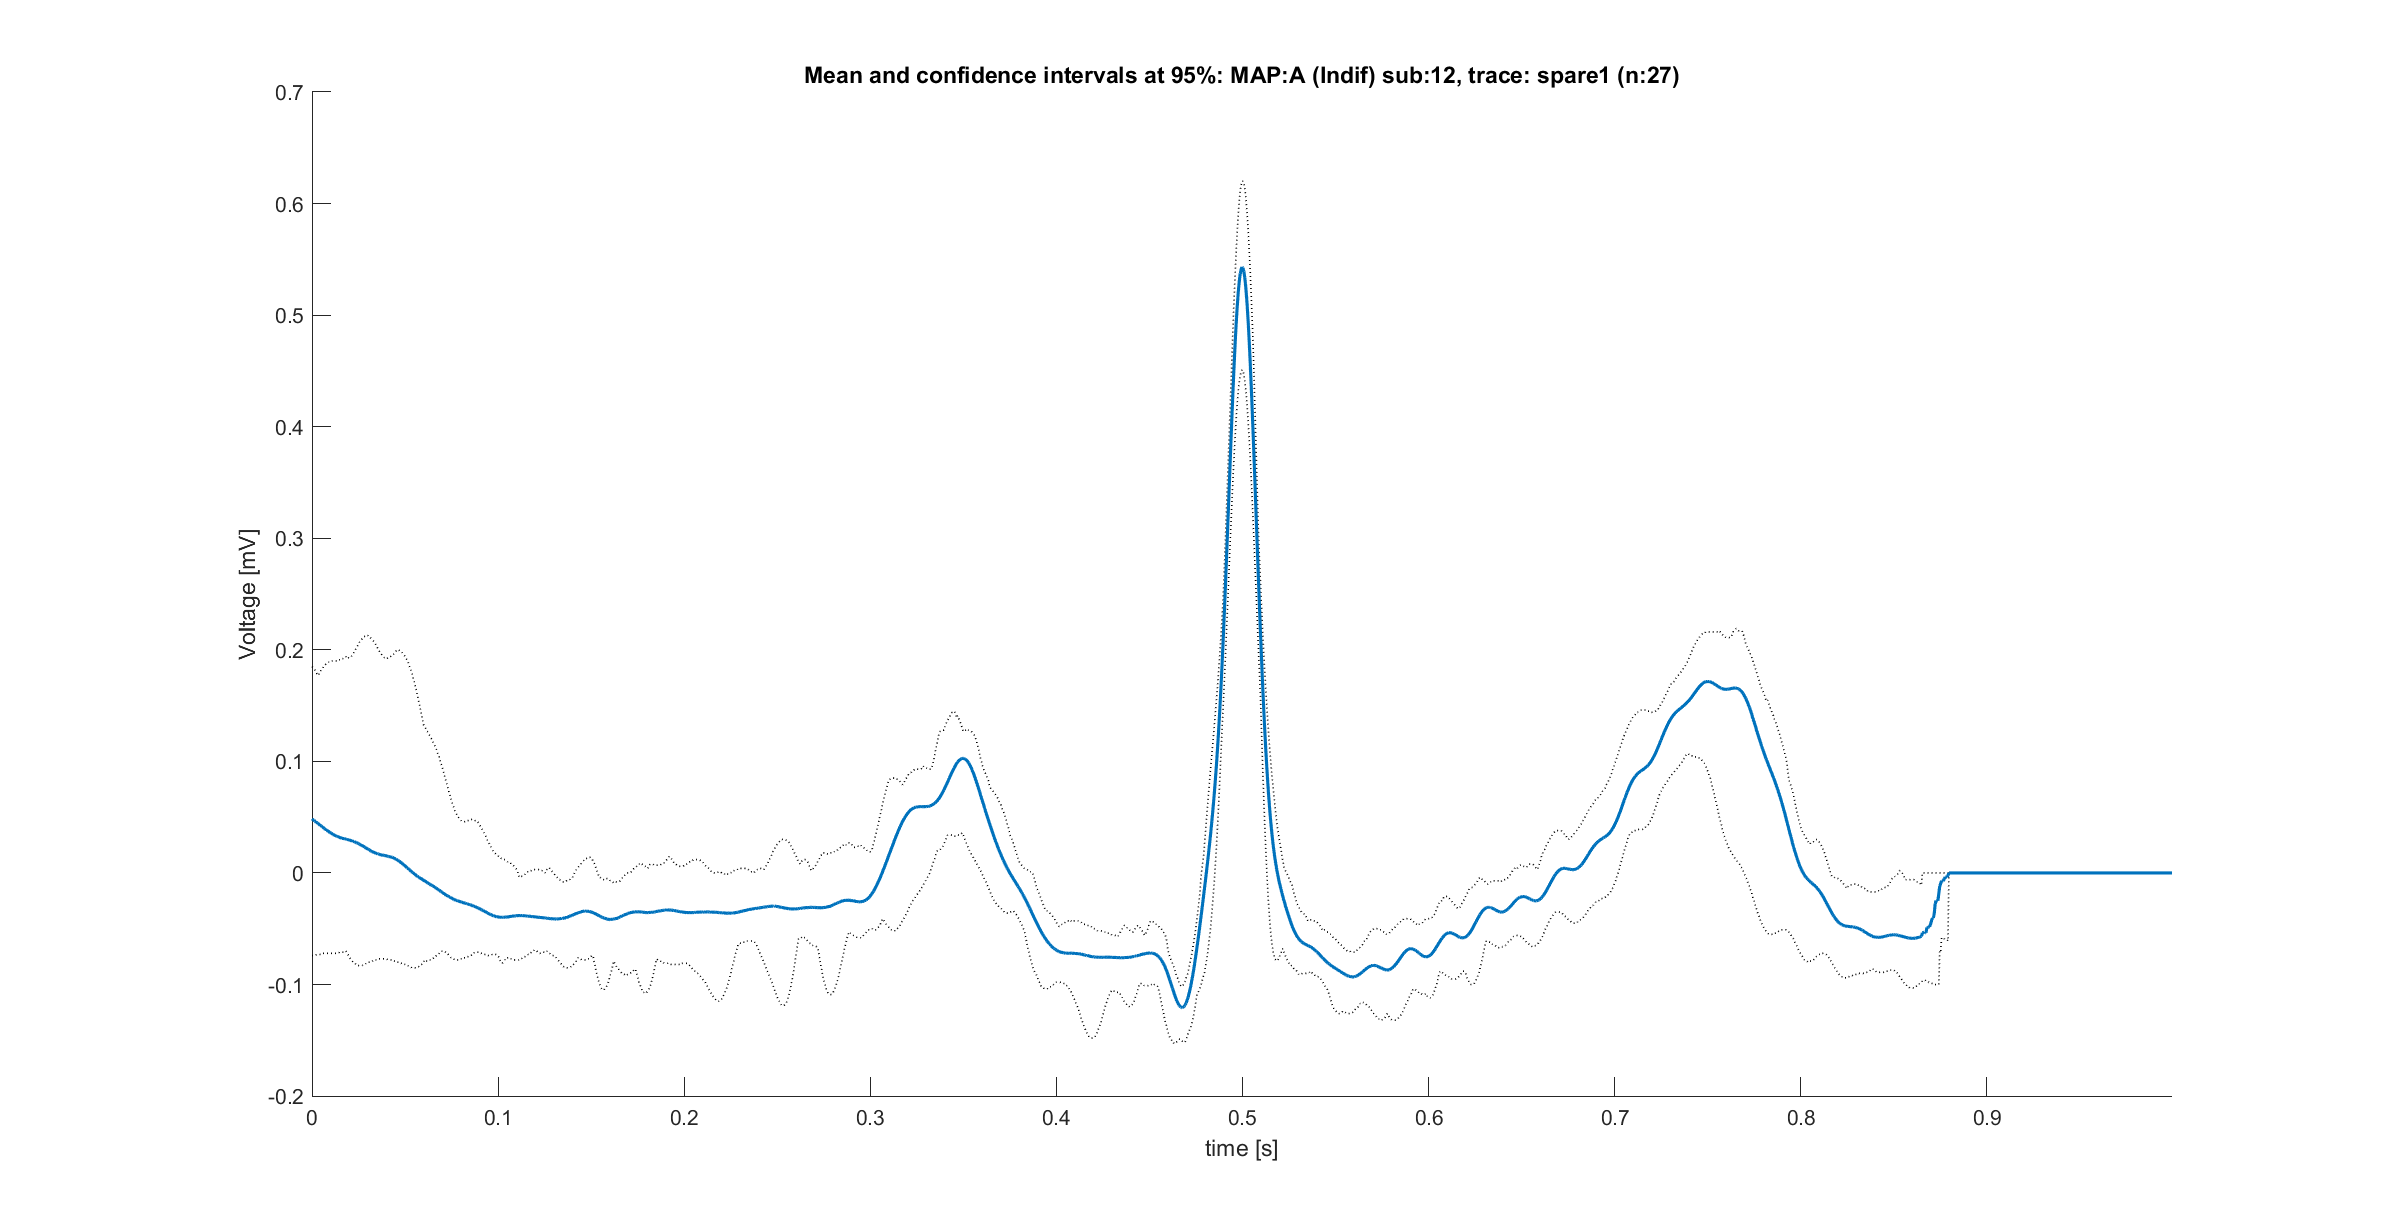 Mean and confidence intervals at 95%: MAP:A (Indif) sub:12, trace: spare1 (n:27)
0.7
0.6
0.5
0.4
0.3
0.2
0.1
0
-0.1
-0.2
Voltage [mV]
0 0.1 0.2 0.3 0.4 0.5 0.6 0.7 0.8 0.9
time [s]